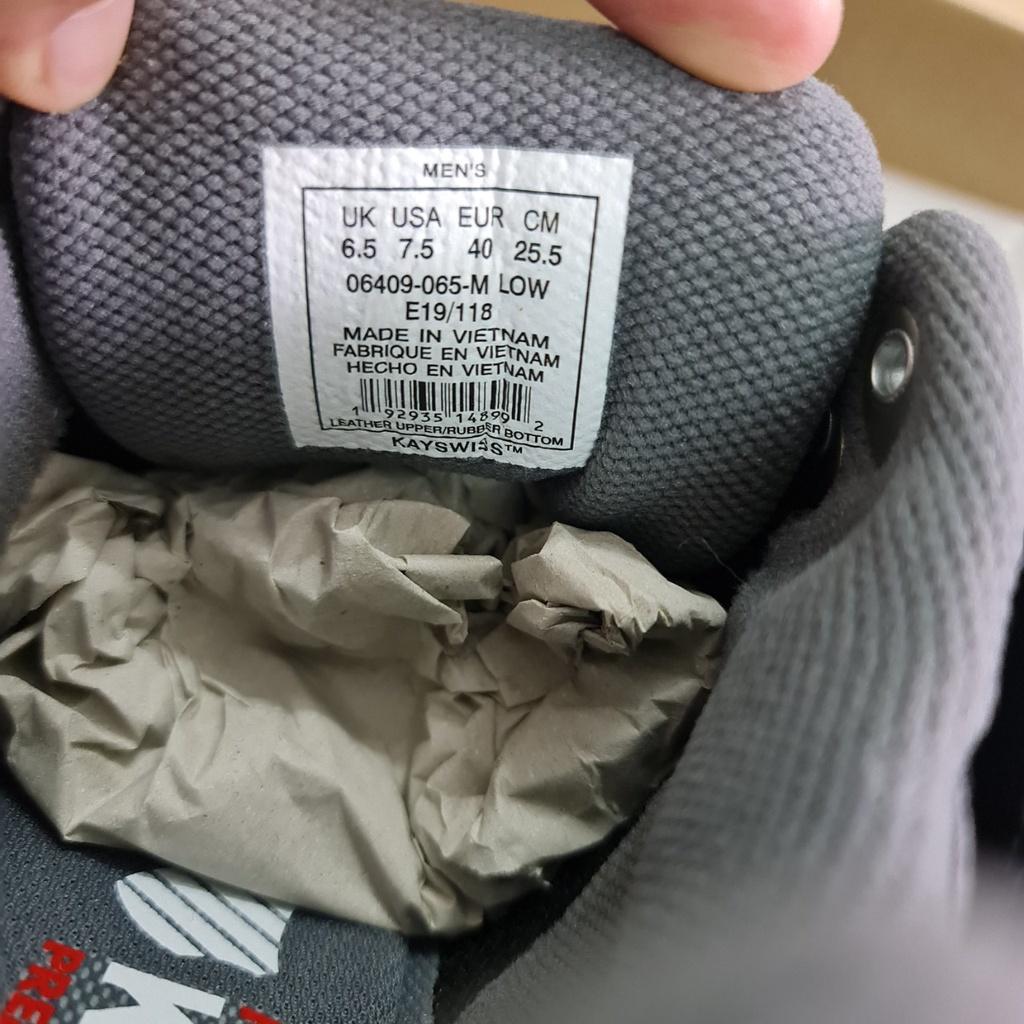 MEN'S
UK USA EUR CM
6.5 7.5 40 25.5
06409-065-M LOW
E19/118
MADE IN VIETNAM
FABRIQUE EN VIETNAM
HECHO EN VIETNAM
1 92935 14899 2
LEATHER UPPER/RUBBER BOTTOM
KAYSWISS™